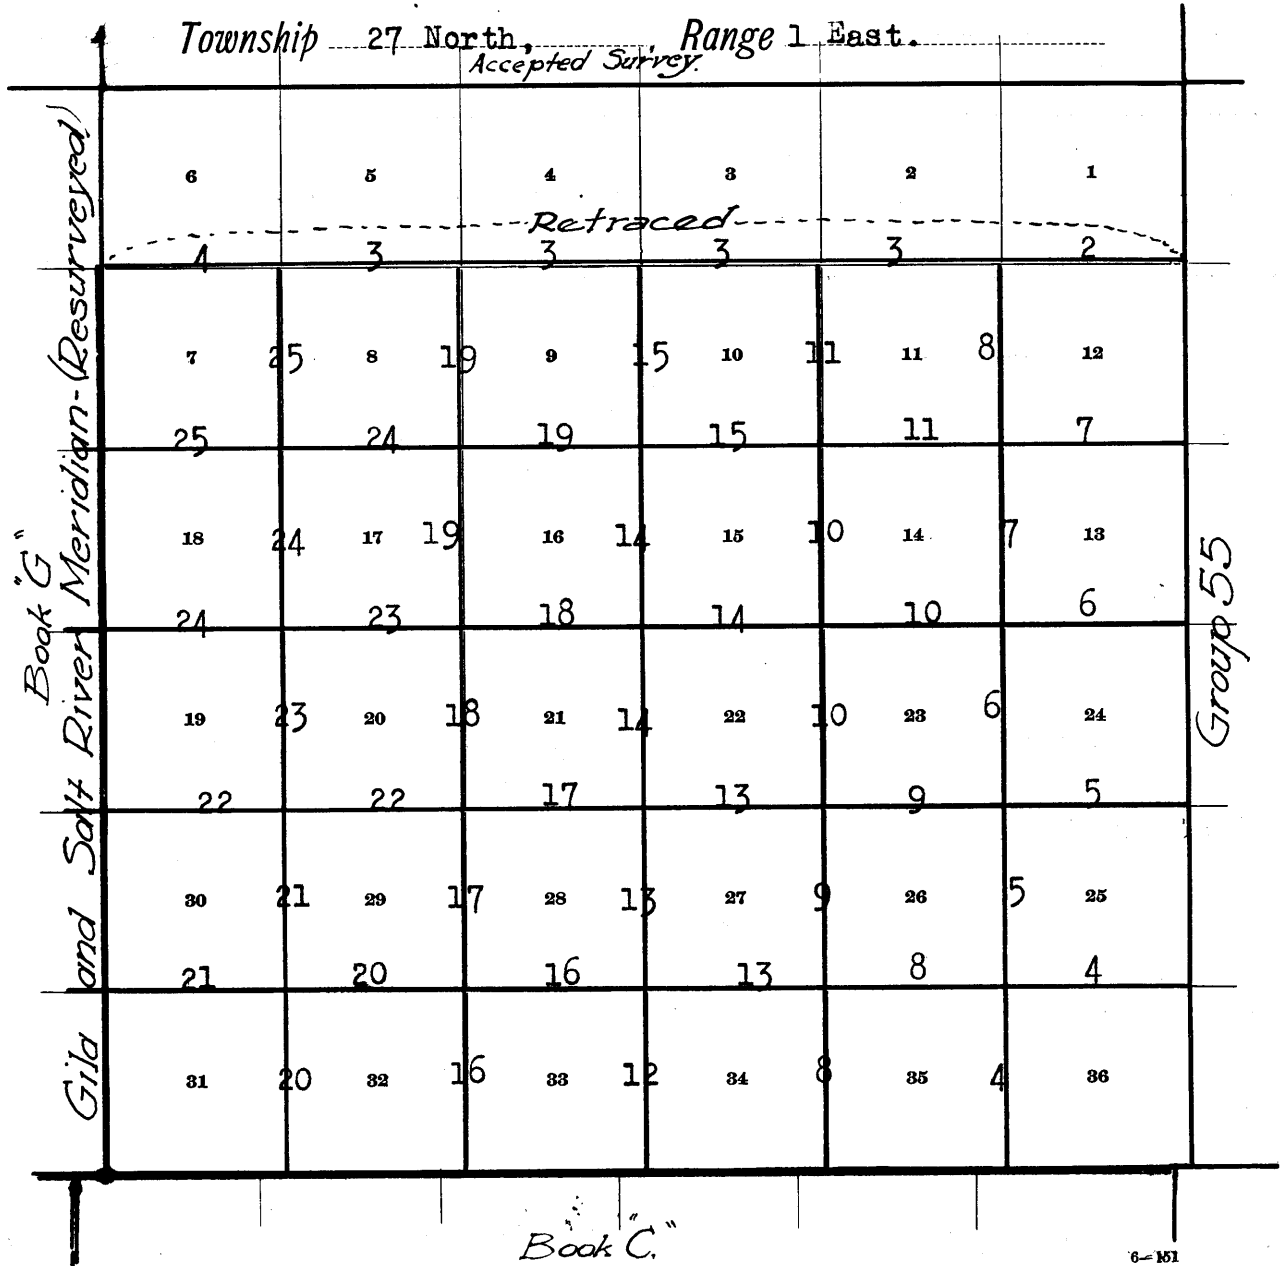 Township 27 North, Range 1 East.
Accepted Survey.
6 5 4 3 2 1
Retraced
4 3 3 3 3 2
7 25 8 19 9 15 10 11 11 8 12
25 24 19 15 11 7
18 24 17 19 16 14 15 10 14 7 13
24 23 18 14 10 6
19 23 20 18 21 14 22 10 23 6 24
22 22 17 13 9 5
30 21 29 17 28 13 27 9 26 5 25
21 20 16 13 8 4
31 20 32 16 33 12 34 8 35 4 36
Gila and Salt River Meridian-(Resurveyed)
Book "G"
Group 55
Book "C."
6-151